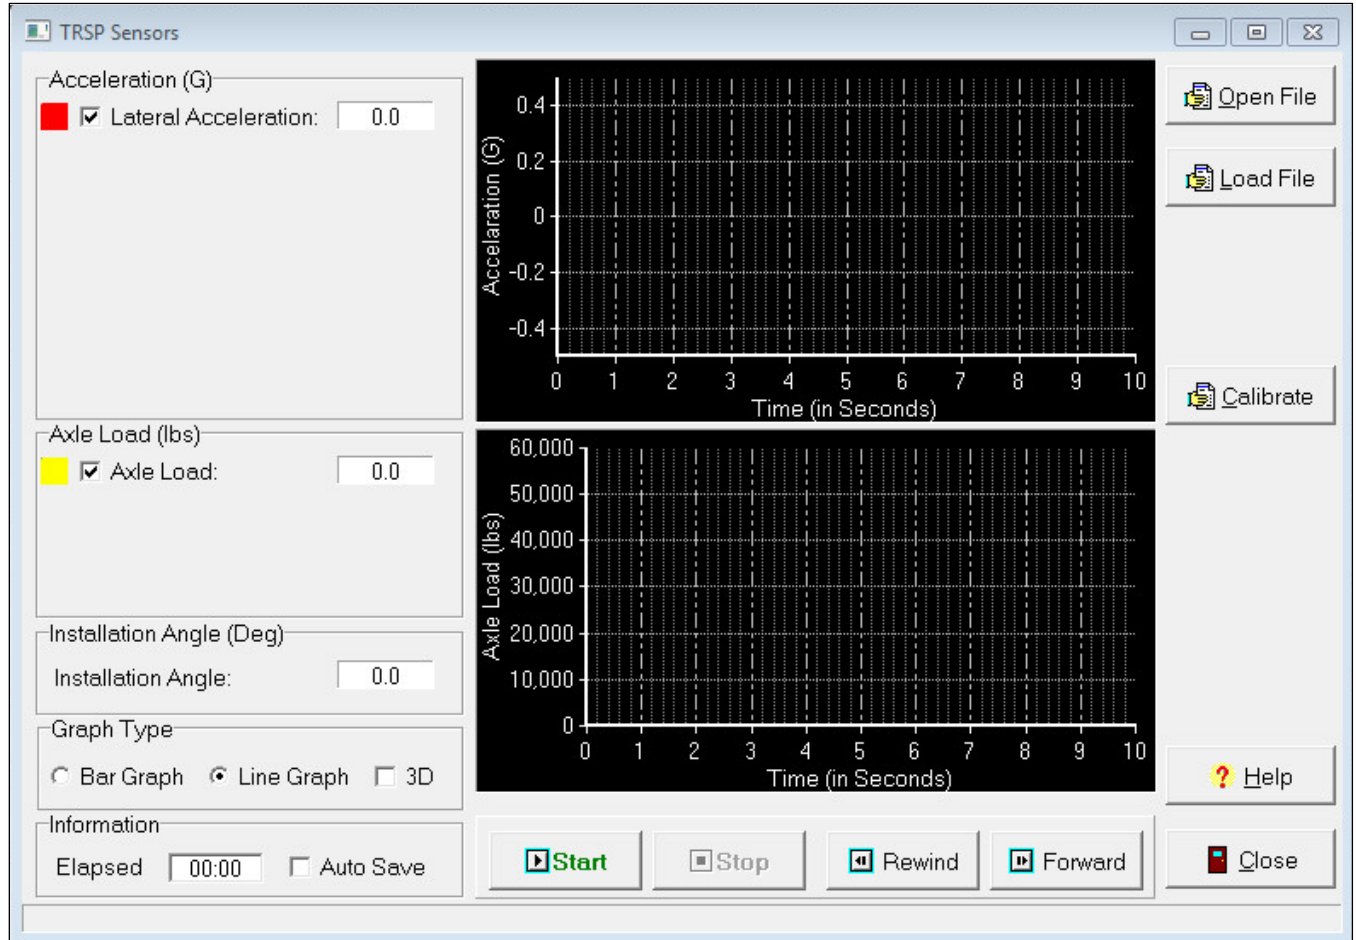 TRSP Sensors
Acceleration (G)
Lateral Acceleration: 0.0
Axle Load (lbs)
Axle Load: 0.0
Installation Angle (Deg)
Installation Angle: 0.0
Graph Type
Bar Graph Line Graph 3D
Information
Elapsed 00:00 Auto Save
Accelaration (G)
0.4
0.2
0
-0.2
-0.4
0 1 2 3 4 5 6 7 8 9 10
Time (in Seconds)
Axle Load (lbs)
60,000
50,000
40,000
30,000
20,000
10,000
0
0 1 2 3 4 5 6 7 8 9 10
Time (in Seconds)
Start Stop Rewind Forward
Open File
Load File
Calibrate
Help
Close